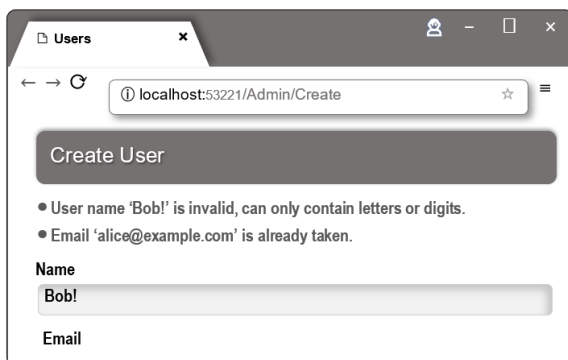 Users
localhost:53221/Admin/Create
Create User
• User name ‘Bob!’ is invalid, can only contain letters or digits.
• Email ‘alice@example.com’ is already taken.
Name
Bob!
Email